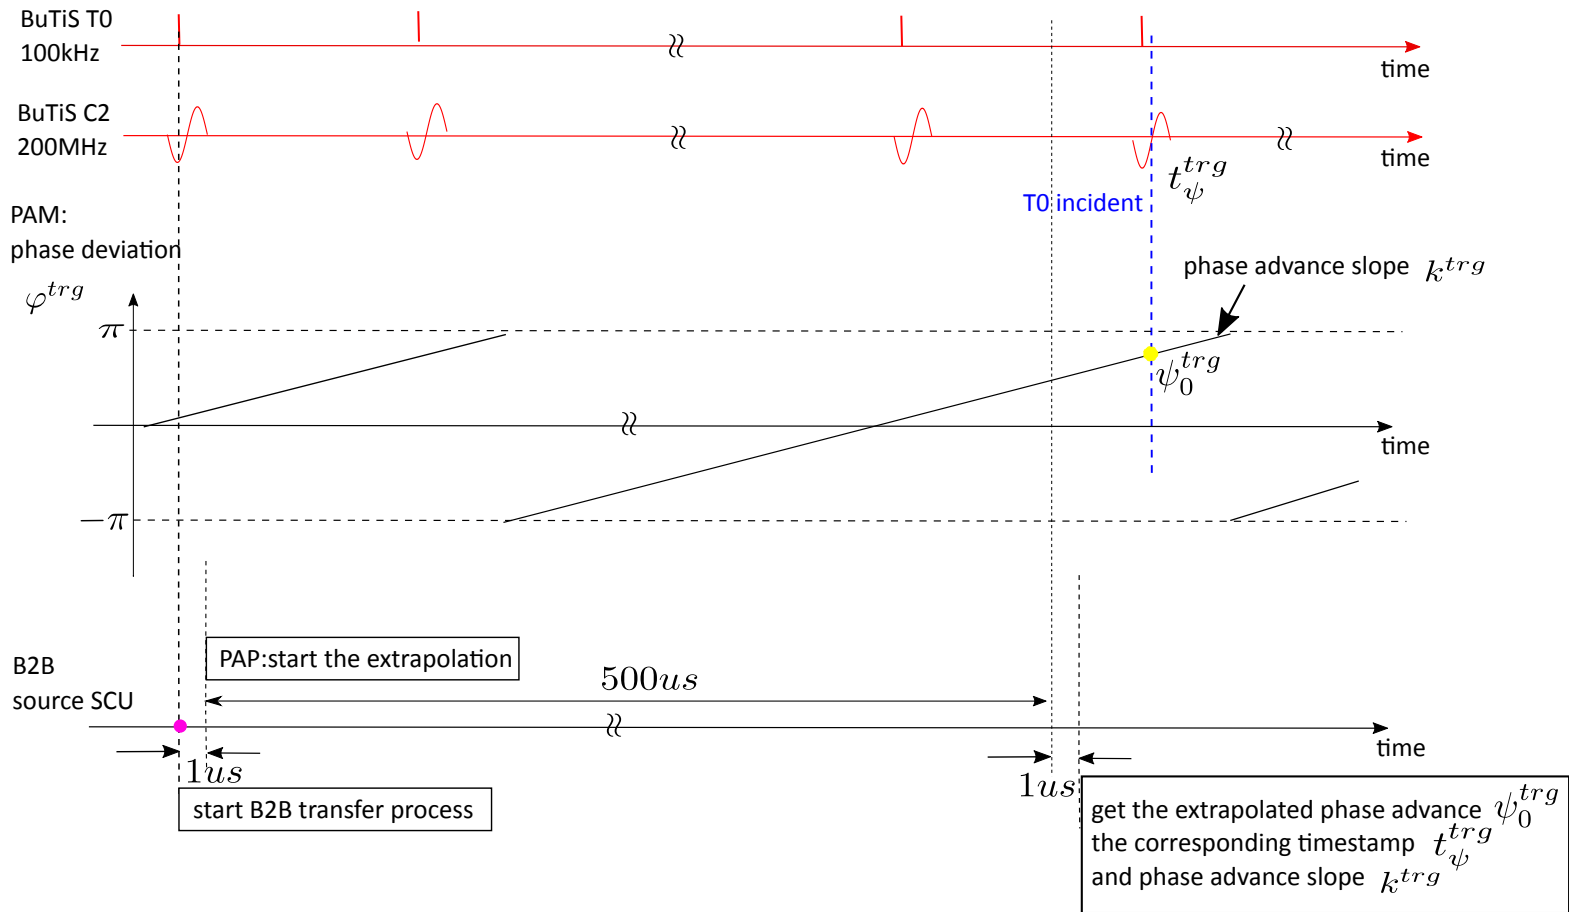 BuTiS T0
100kHz
time
BuTiS C2
200MHz
time
t_ψ^{trg}
T0 incident
PAM:
phase deviation
φ^{trg}
phase advance slope k^{trg}
π
ψ_0^{trg}
time
−π
PAP:start the extrapolation
500us
B2B
source SCU
time
1us
1us
start B2B transfer process
get the extrapolated phase advance ψ_0^{trg}
the corresponding timestamp t_ψ^{trg}
and phase advance slope k^{trg}